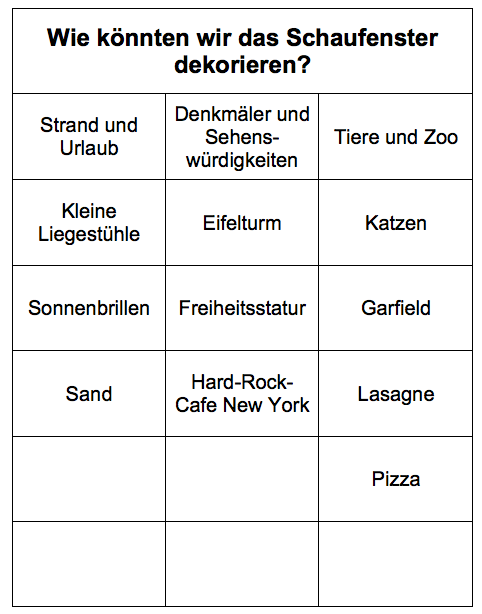 Wie könnten wir das Schaufenster
dekorieren?
Strand und
Urlaub
Denkmäler und
Sehens-
würdigkeiten
Tiere und Zoo
Kleine
Liegestühle
Eifelturm
Katzen
Sonnenbrillen
Freiheitsstatur
Garfield
Sand
Hard-Rock-
Cafe New York
Lasagne
Pizza